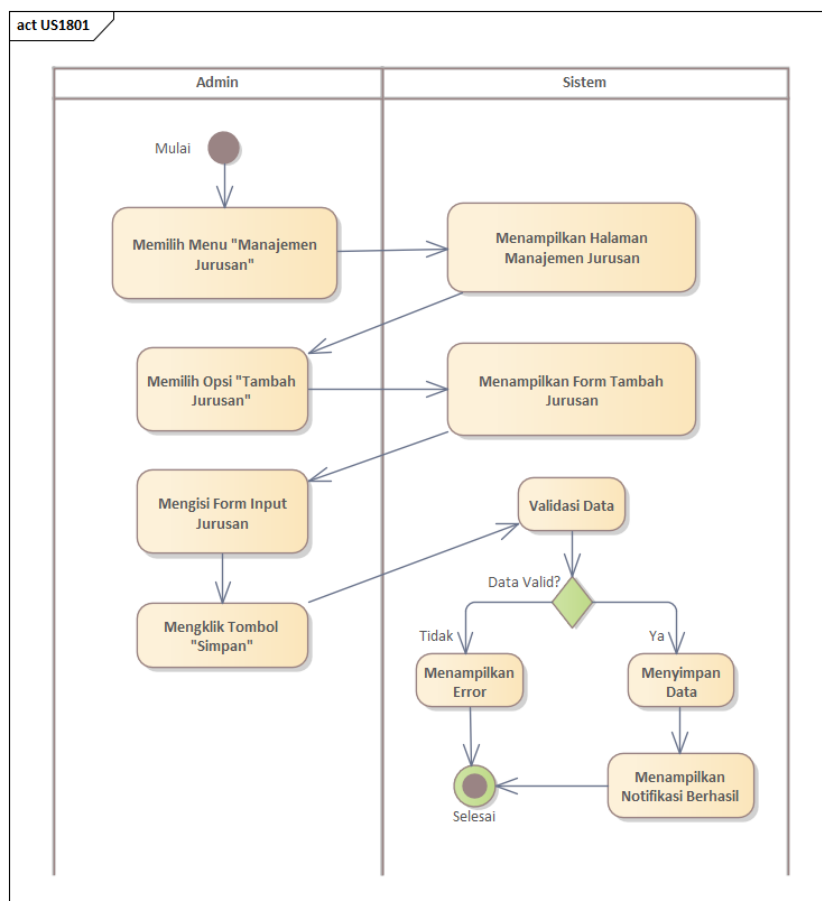 act US1801
Admin
Sistem
Mulai
Memilih Menu "Manajemen
Jurusan"
Menampilkan Halaman
Manajemen Jurusan
Memilih Opsi "Tambah
Jurusan"
Menampilkan Form Tambah
Jurusan
Mengisi Form Input
Jurusan
Validasi Data
Mengklik Tombol
"Simpan"
Data Valid?
Tidak
Ya
Menampilkan
Error
Menyimpan
Data
Menampilkan
Notifikasi Berhasil
Selesai